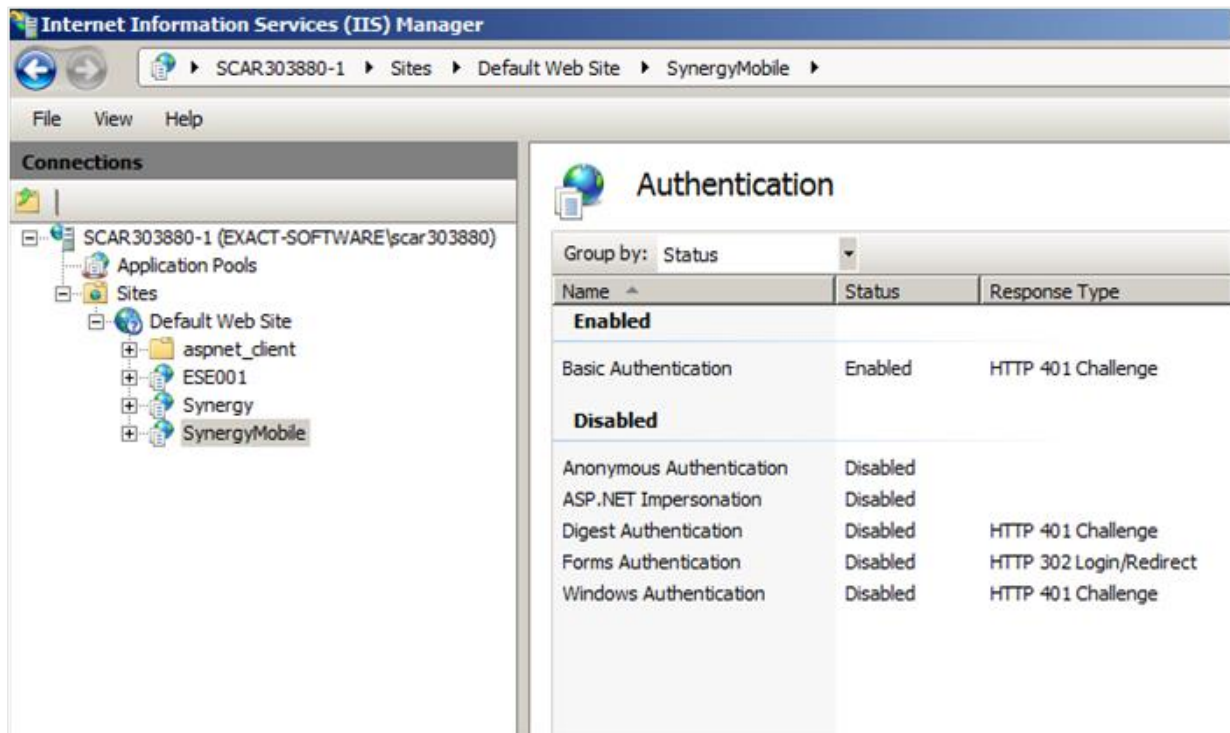 Internet Information Services (IIS) Manager
SCAR303880-1 Sites Default Web Site SynergyMobile
File View Help
Connections
SCAR303880-1 (EXACT-SOFTWARE\scar303880)
Application Pools
Sites
Default Web Site
aspnet_client
ESE001
Synergy
SynergyMobile
Authentication
Group by: Status
Name Status Response Type
Enabled
Basic Authentication Enabled HTTP 401 Challenge
Disabled
Anonymous Authentication Disabled
ASP.NET Impersonation Disabled
Digest Authentication Disabled HTTP 401 Challenge
Forms Authentication Disabled HTTP 302 Login/Redirect
Windows Authentication Disabled HTTP 401 Challenge